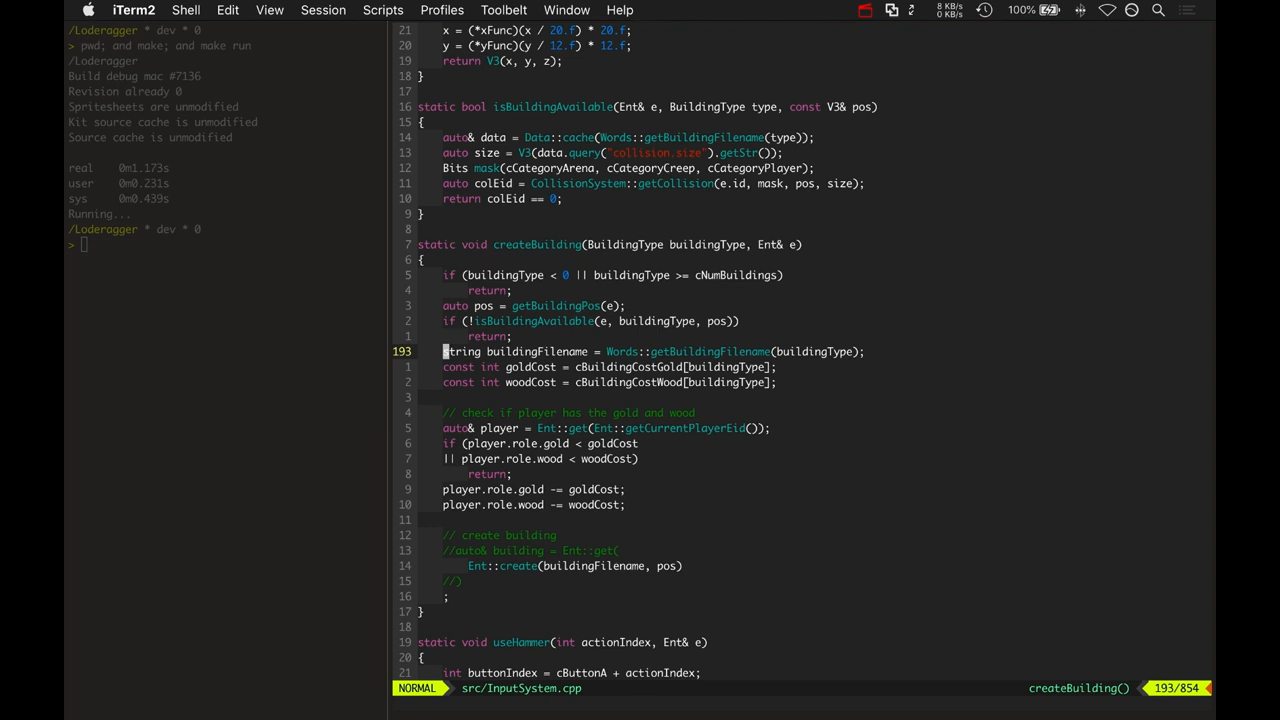 iTerm2 Shell Edit View Session Scripts Profiles Toolbelt Window Help 8 KB/s 0 KB/s 100%
/Loderagger * dev * 0
> pwd; and make; and make run
/Loderagger
Build debug mac #7136
Revision already 0
Spritesheets are unmodified
Kit source cache is unmodified
Source cache is unmodified
real 0m1.173s
user 0m0.231s
sys 0m0.439s
Running...
/Loderagger * dev * 0
>
21 x = (*xFunc)(x / 20.f) * 20.f;
20 y = (*yFunc)(y / 12.f) * 12.f;
19 return V3(x, y, z);
18 }
17
16 static bool isBuildingAvailable(Ent& e, BuildingType type, const V3& pos)
15 {
14 auto& data = Data::cache(Words::getBuildingFilename(type));
13 auto size = V3(data.query("collision.size").getStr());
12 Bits mask(cCategoryArena, cCategoryCreep, cCategoryPlayer);
11 auto colEid = CollisionSystem::getCollision(e.id, mask, pos, size);
10 return colEid == 0;
9 }
8
7 static void createBuilding(BuildingType buildingType, Ent& e)
6 {
5 if (buildingType < 0 || buildingType >= cNumBuildings)
4 return;
3 auto pos = getBuildingPos(e);
2 if (!isBuildingAvailable(e, buildingType, pos))
1 return;
193 string buildingFilename = Words::getBuildingFilename(buildingType);
1 const int goldCost = cBuildingCostGold[buildingType];
2 const int woodCost = cBuildingCostWood[buildingType];
3
4 // check if player has the gold and wood
5 auto& player = Ent::get(Ent::getCurrentPlayerEid());
6 if (player.role.gold < goldCost
7 || player.role.wood < woodCost)
8 return;
9 player.role.gold -= goldCost;
10 player.role.wood -= woodCost;
11
12 // create building
13 //auto& building = Ent::get(
14 Ent::create(buildingFilename, pos)
15 //)
16 ;
17 }
18
19 static void useHammer(int actionIndex, Ent& e)
20 {
21 int buttonIndex = cButtonA + actionIndex;
NORMAL src/InputSystem.cpp createBuilding() 193/854